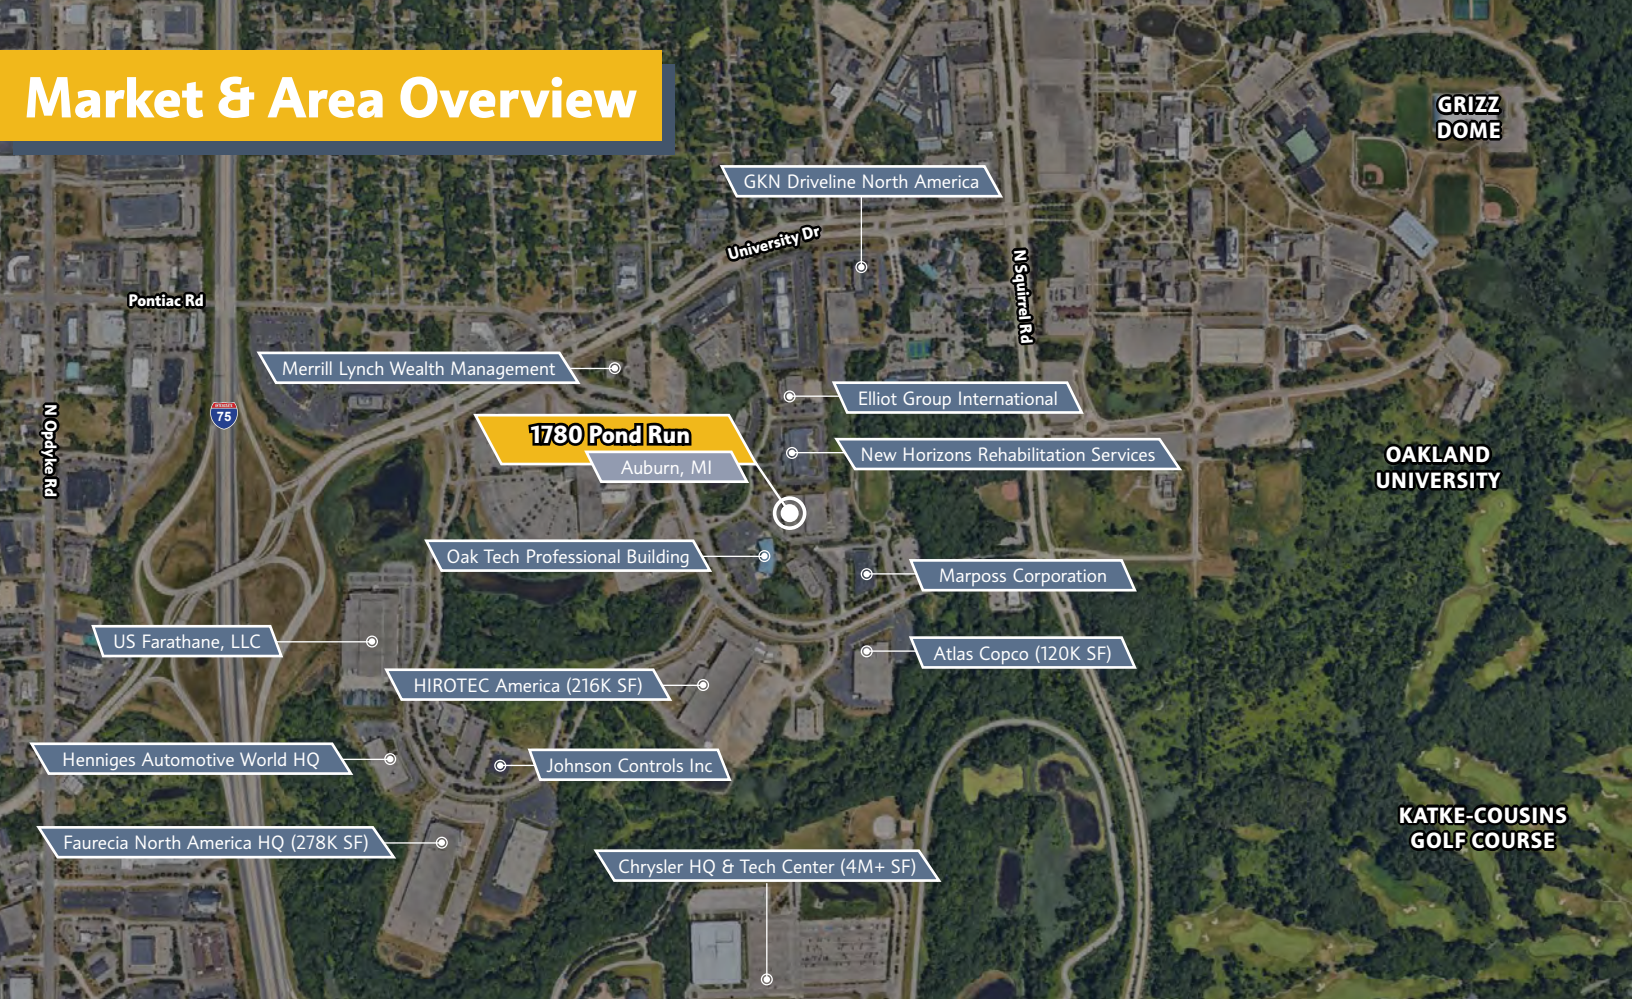 Market & Area Overview
GRIZZ
DOME
GKN Driveline North America
University Dr
N Squirrel Rd
Pontiac Rd
Merrill Lynch Wealth Management
Elliot Group International
INTERSTATE
75
N Opdyke Rd
1780 Pond Run
Auburn, MI
New Horizons Rehabilitation Services
OAKLAND
UNIVERSITY
Oak Tech Professional Building
Marposs Corporation
US Farathane, LLC
Atlas Copco (120K SF)
HIROTEC America (216K SF)
Henniges Automotive World HQ
Johnson Controls Inc
KATKE-COUSINS
GOLF COURSE
Faurecia North America HQ (278K SF)
Chrysler HQ & Tech Center (4M+ SF)